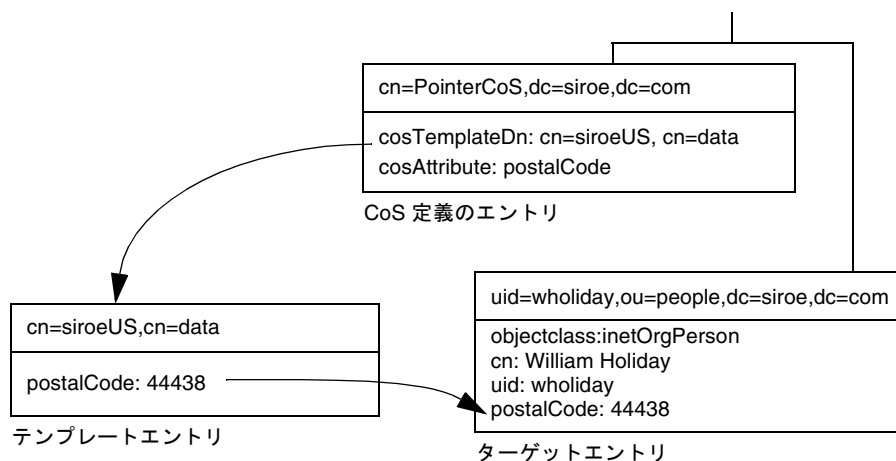 cn=PointerCoS,dc=siroe,dc=com
cosTemplateDn: cn=siroeUS, cn=data
cosAttribute: postalCode
CoS 定義のエントリ
cn=siroeUS,cn=data
postalCode: 44438
テンプレートエントリ
uid=wholiday,ou=people,dc=siroe,dc=com
objectclass:inetOrgPerson
cn: William Holiday
uid: wholiday
postalCode: 44438
ターゲットエントリ